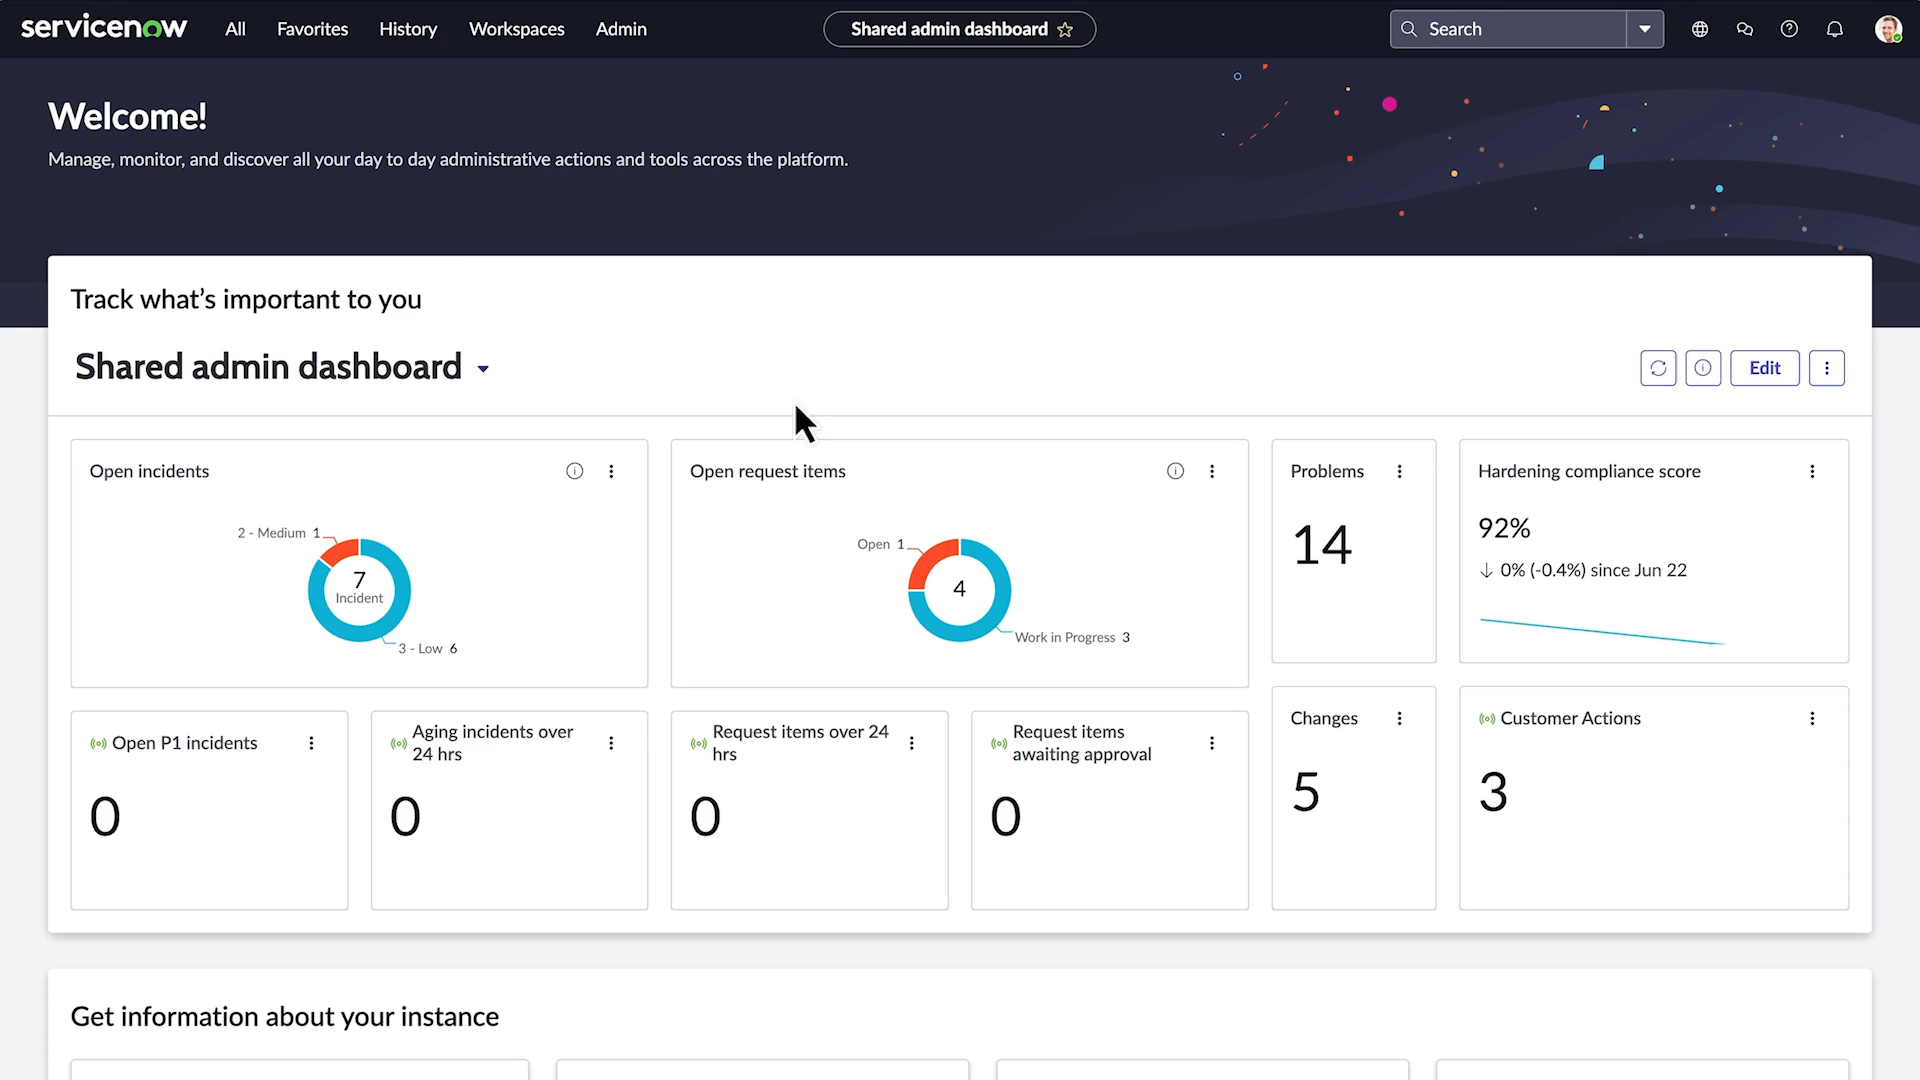 servicenow
All
Favorites
History
Workspaces
Admin
Shared admin dashboard
Search
Welcome!
Manage, monitor, and discover all your day to day administrative actions and tools across the platform.
Track what's important to you
Shared admin dashboard
Edit
Open incidents
2 - Medium 1
7
Incident
3 - Low 6
Open request items
Open 1
4
Work in Progress 3
Problems
14
Hardening compliance score
92%
↓ 0% (-0.4%) since Jun 22
Open P1 incidents
0
Aging incidents over
24 hrs
0
Request items over 24
hrs
0
Request items
awaiting approval
0
Changes
5
Customer Actions
3
Get information about your instance